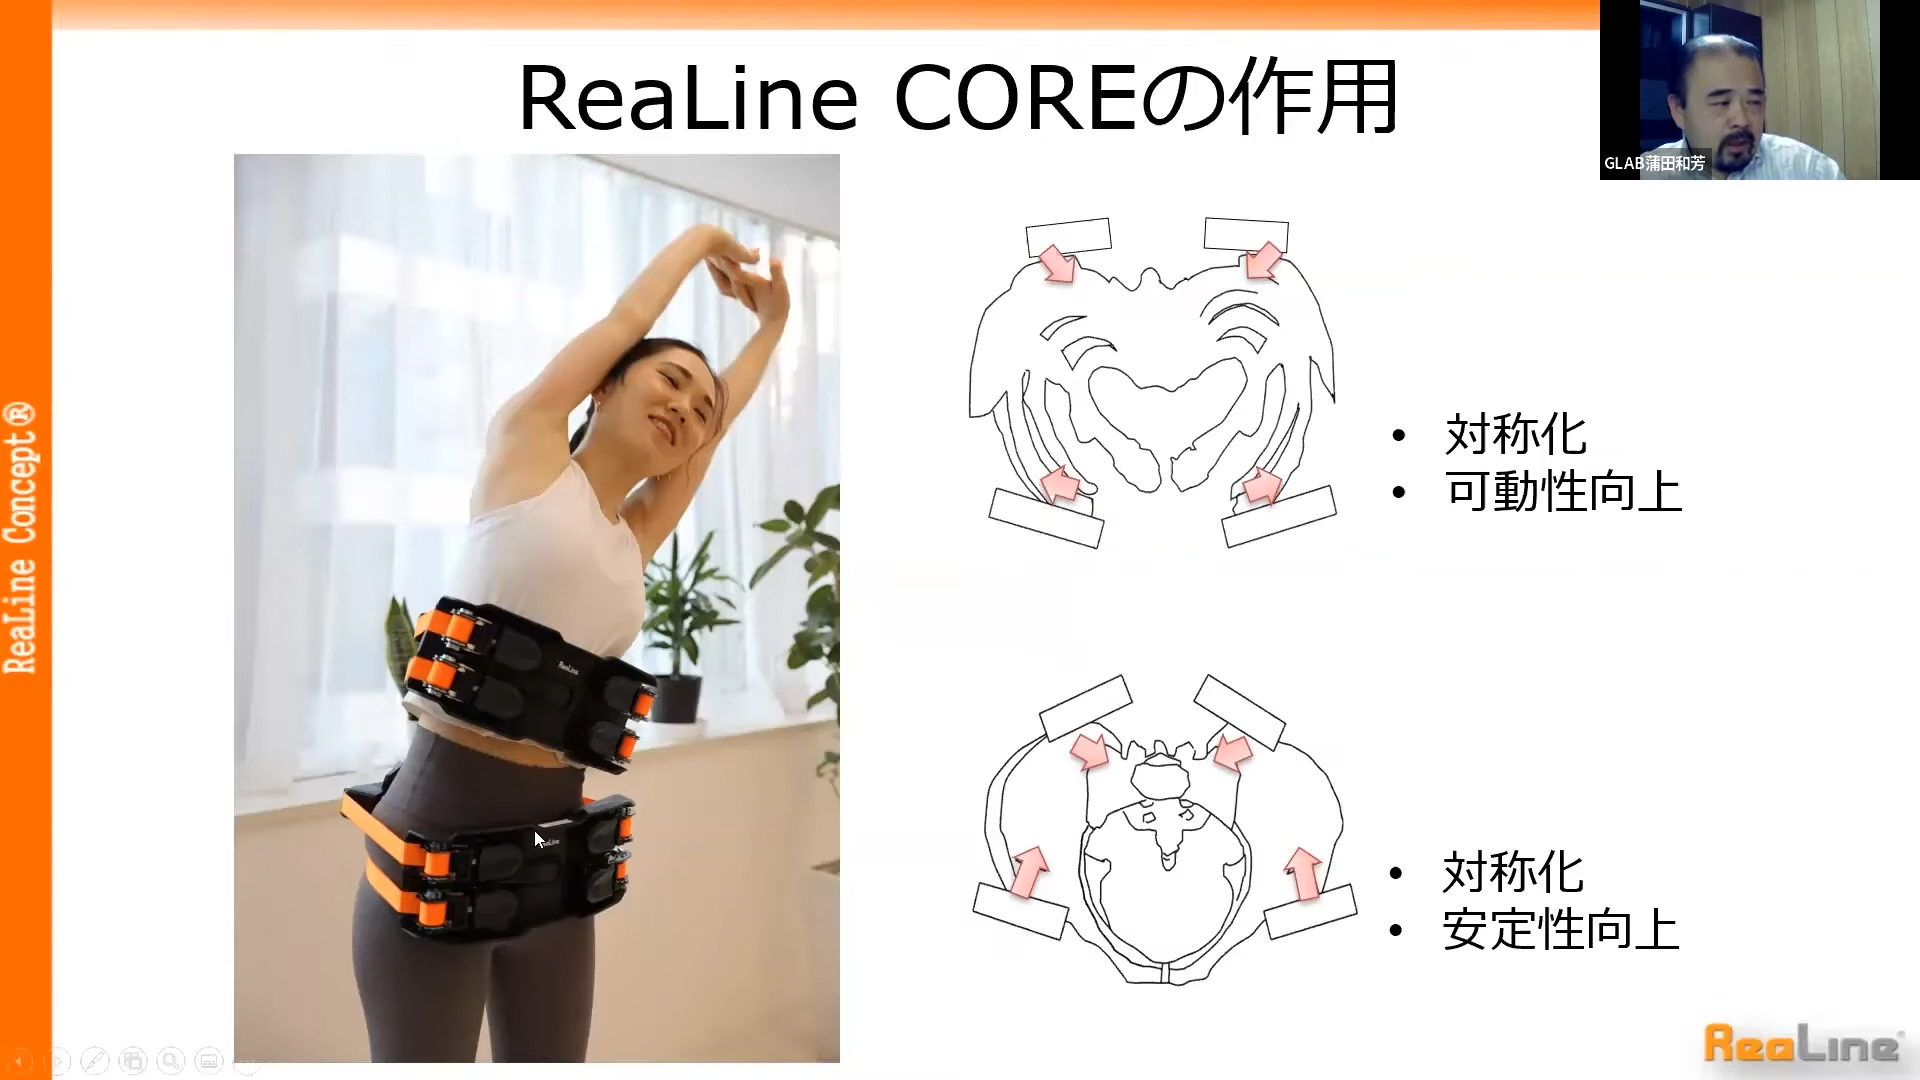 ReaLine COREの作用
GLAB蒲田和芳
ReaLine Concept®
• 対称化
• 可動性向上
ReaLine
• 対称化
• 安定性向上
ReaLine